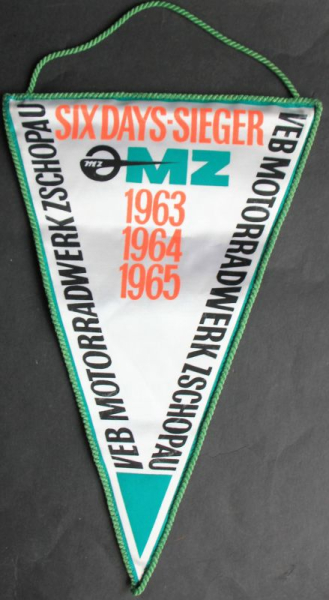 SIX DAYS-SIEGER
MZ MZ
1963
1964
1965
VEB MOTORRADWERK ZSCHOPAU
VEB MOTORRADWERK ZSCHOPAU